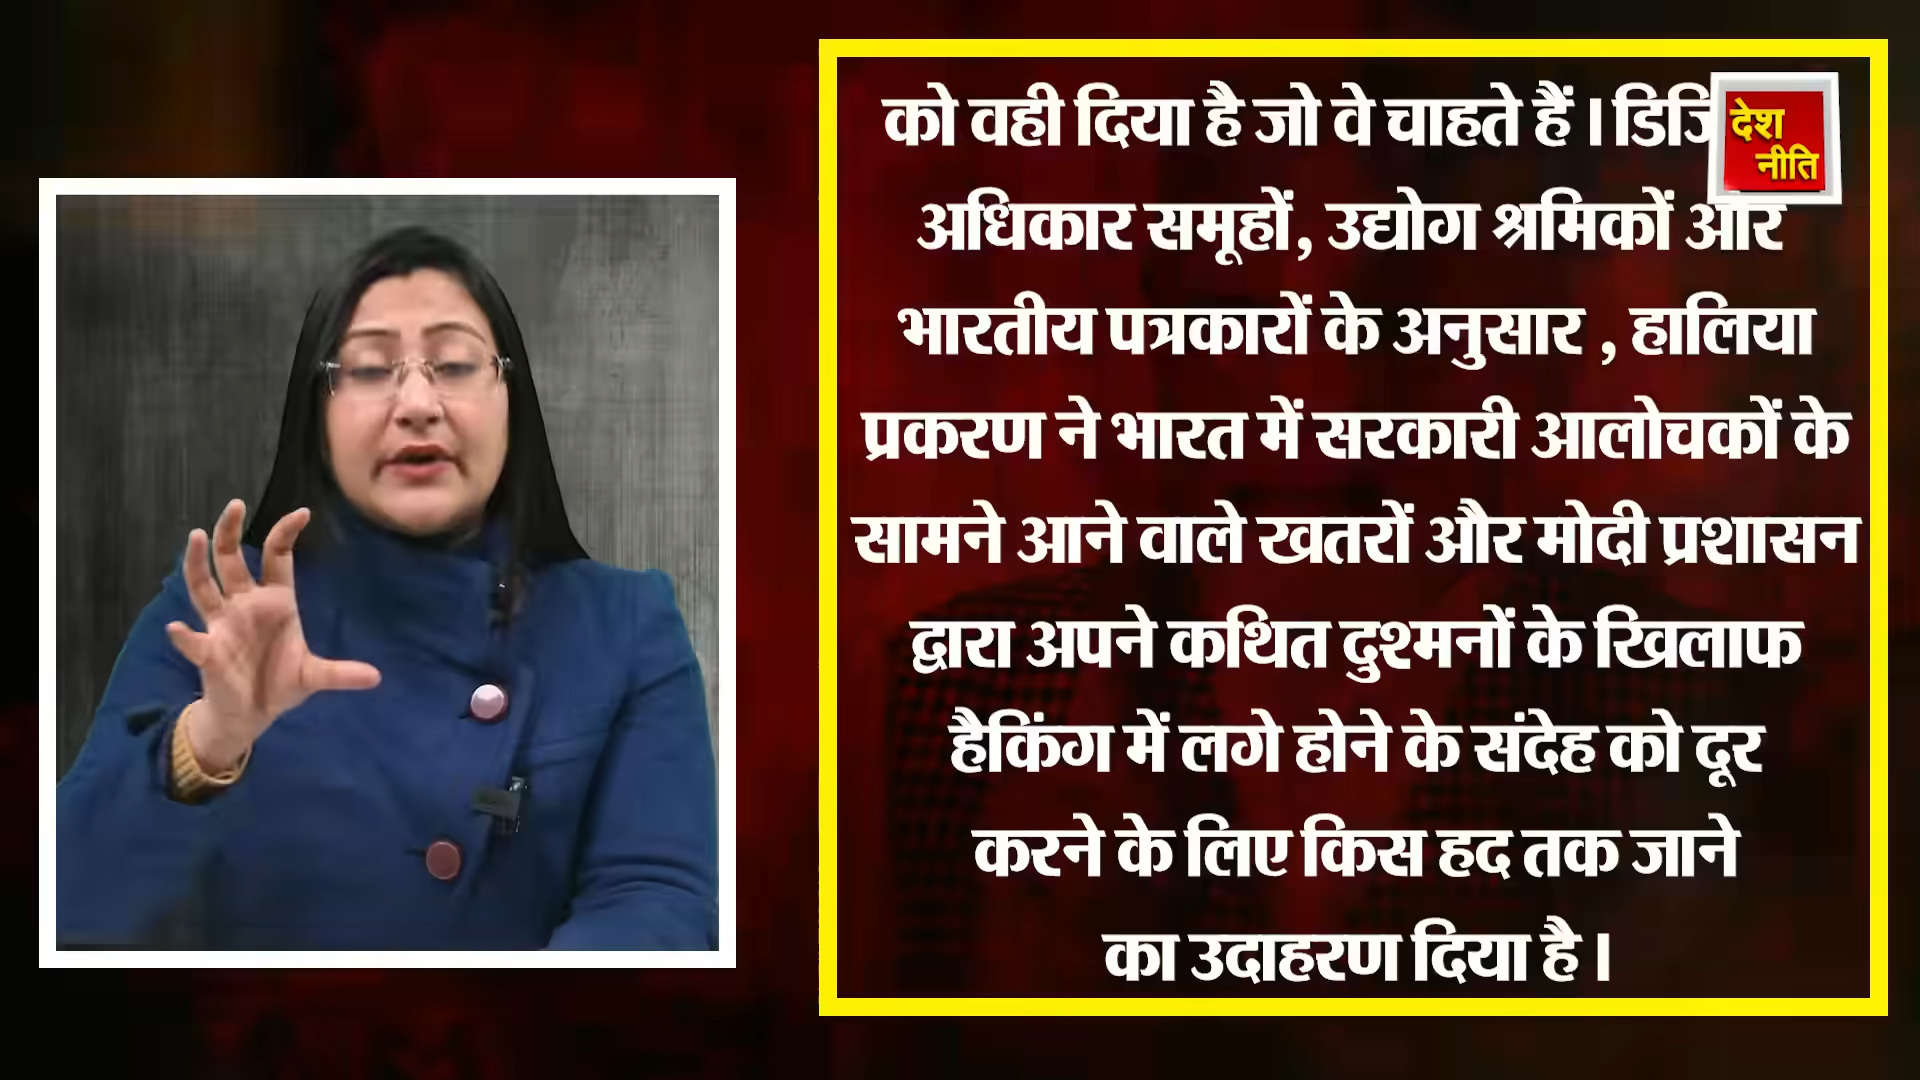 को वही दिया है जो वे चाहते हैं ।
देश
नीति
अधिकार समूहों, उद्योग श्रमिकों और
भारतीय पत्रकारों के अनुसार , हालिया
प्रकरण ने भारत में सरकारी आलोचकों के
सामने आने वाले खतरों और मोदी प्रशासन
द्वारा अपने कथित दुश्मनों के खिलाफ
हैकिंग में लगे होने के संदेह को दूर
करने के लिए किस हद तक जाने
का उदाहरण दिया है ।